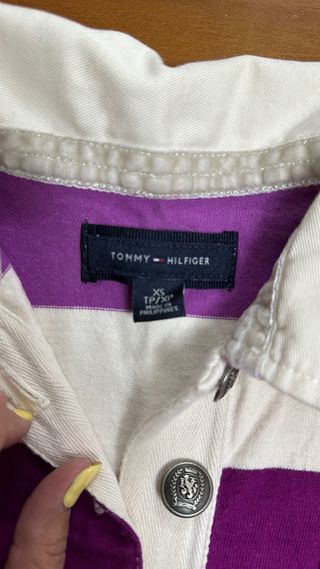 TOMMY HILFIGER
XS
TP/XP
MADE IN
PHILIPPINES